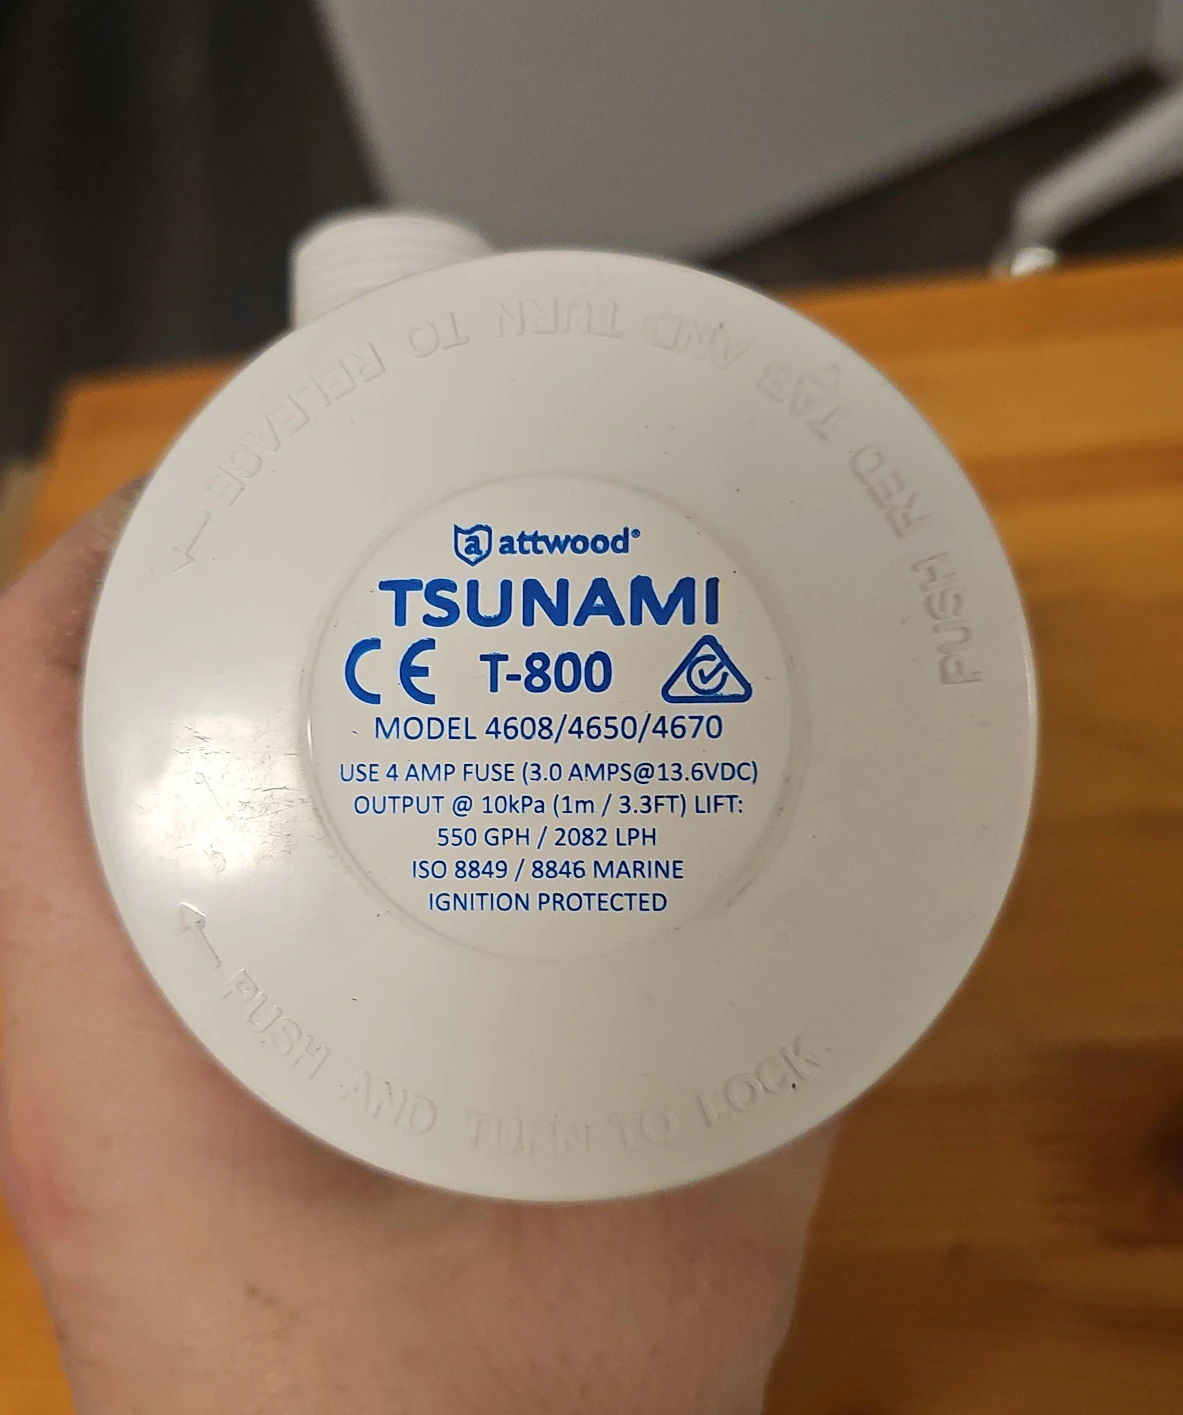 PUSH RED TAB AND TURN TO RELEASE
a attwood®
TSUNAMI
CE T-800
MODEL 4608/4650/4670
USE 4 AMP FUSE (3.0 AMPS@13.6VDC)
OUTPUT @ 10kPa (1m / 3.3FT) LIFT:
550 GPH / 2082 LPH
ISO 8849 / 8846 MARINE
IGNITION PROTECTED
PUSH AND TURN TO LOCK